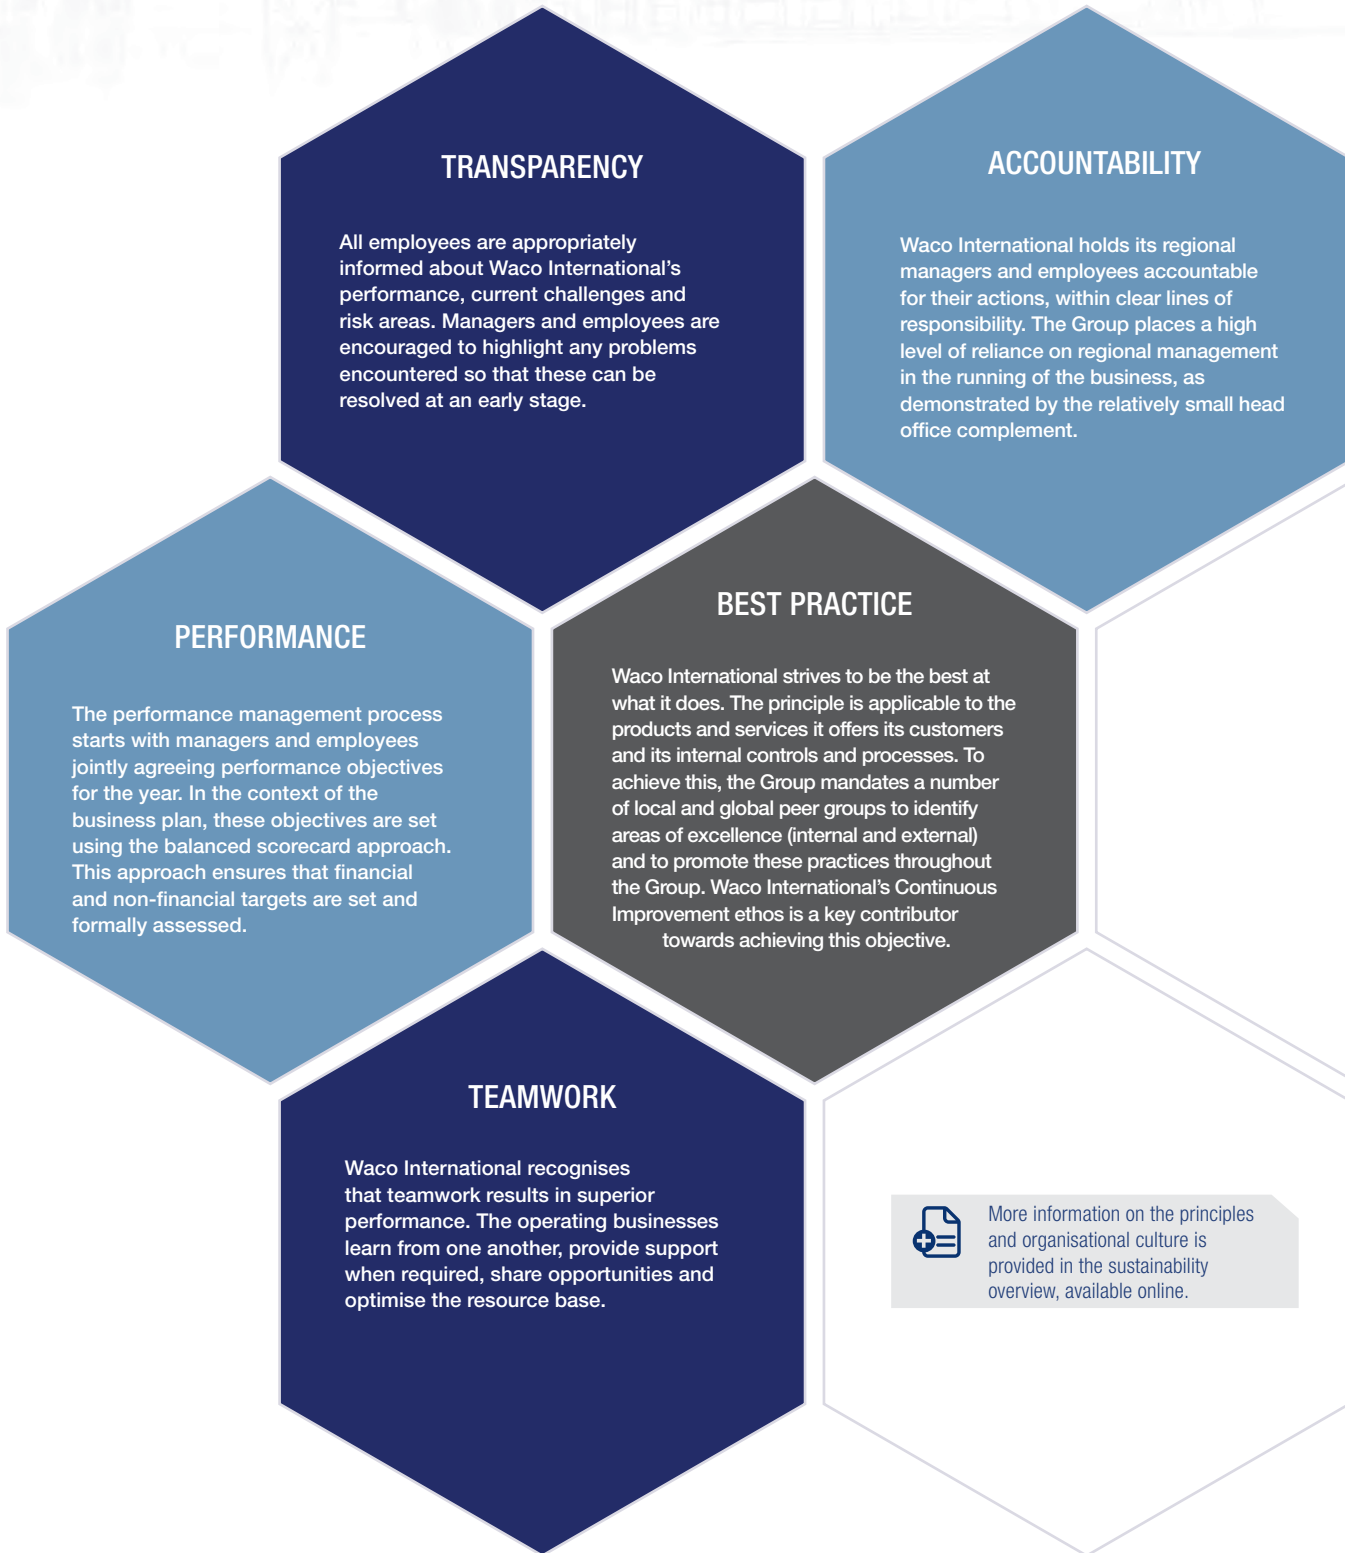 TRANSPARENCY
All employees are appropriately
informed about Waco International's
performance, current challenges and
risk areas. Managers and employees are
encouraged to highlight any problems
encountered so that these can be
resolved at an early stage.
ACCOUNTABILITY
Waco International holds its regional
managers and employees accountable
for their actions, within clear lines of
responsibility. The Group places a high
level of reliance on regional management
in the running of the business, as
demonstrated by the relatively small head
office complement.
PERFORMANCE
The performance management process
starts with managers and employees
jointly agreeing performance objectives
for the year. In the context of the
business plan, these objectives are set
using the balanced scorecard approach.
This approach ensures that financial
and non-financial targets are set and
formally assessed.
BEST PRACTICE
Waco International strives to be the best at
what it does. The principle is applicable to the
products and services it offers its customers
and its internal controls and processes. To
achieve this, the Group mandates a number
of local and global peer groups to identify
areas of excellence (internal and external)
and to promote these practices throughout
the Group. Waco International's Continuous
Improvement ethos is a key contributor
towards achieving this objective.
TEAMWORK
Waco International recognises
that teamwork results in superior
performance. The operating businesses
learn from one another, provide support
when required, share opportunities and
optimise the resource base.
More information on the principles
and organisational culture is
provided in the sustainability
overview, available online.